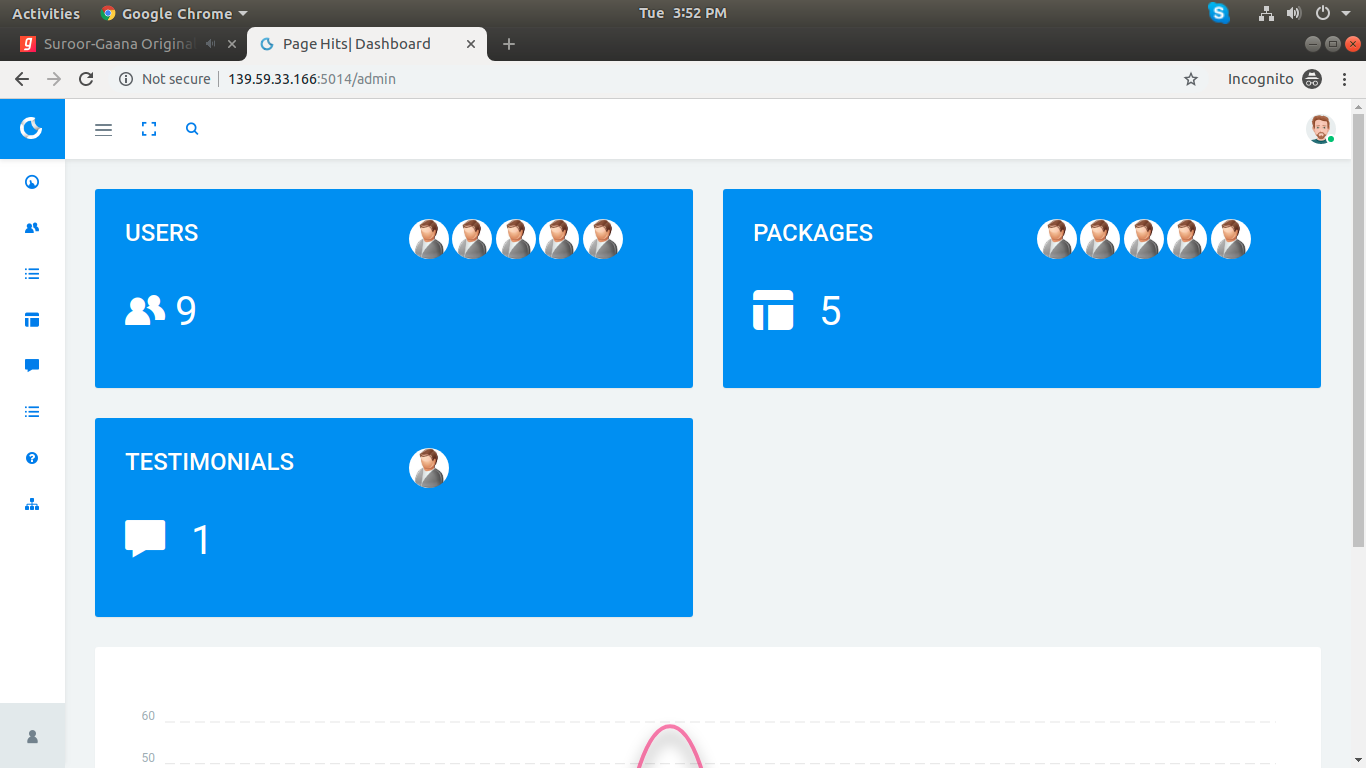 Activities Google Chrome Tue 3:52 PM
Suroor-Gaana Origina Page Hits| Dashboard
Not secure 139.59.33.166:5014/admin Incognito
USERS
9
PACKAGES
5
TESTIMONIALS
1
60
50